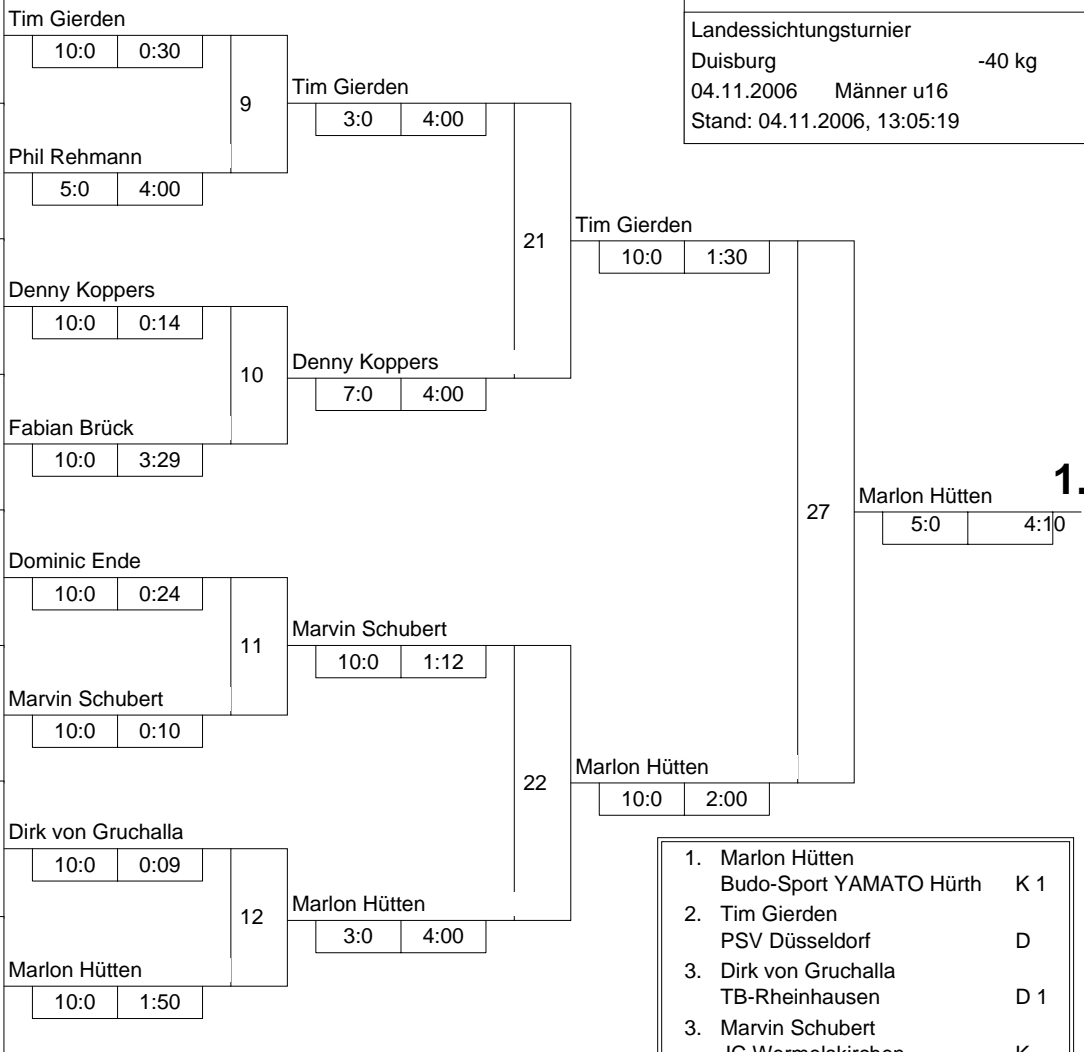 Tim Gierden
10:0 0:30
9
Phil Rehmann
5:0 4:00
Denny Koppers
10:0 0:14
10
Fabian Brück
10:0 3:29
Dominic Ende
10:0 0:24
11
Marvin Schubert
10:0 0:10
Dirk von Gruchalla
10:0 0:09
12
Marlon Hütten
10:0 1:50
Tim Gierden
3:0 4:00
21
Denny Koppers
7:0 4:00
Marvin Schubert
10:0 1:12
22
Marlon Hütten
3:0 4:00
Tim Gierden
10:0 1:30
27
Marlon Hütten
10:0 2:00
Marlon Hütten 1.
5:0 4:10
Landessichtungsturnier
Duisburg -40 kg
04.11.2006 Männer u16
Stand: 04.11.2006, 13:05:19
1. Marlon Hütten
Budo-Sport YAMATO Hürth K 1
2. Tim Gierden
PSV Düsseldorf D
3. Dirk von Gruchalla
TB-Rheinhausen D 1
3. Marvin Schubert
JC Wermelskirchen K